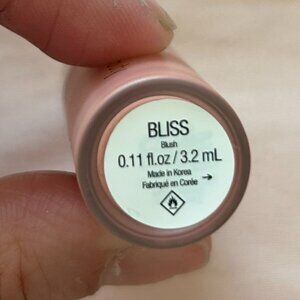 BLISS
Blush
0.11 fl.oz / 3.2 mL
Made in Korea
Fabriqué en Corée